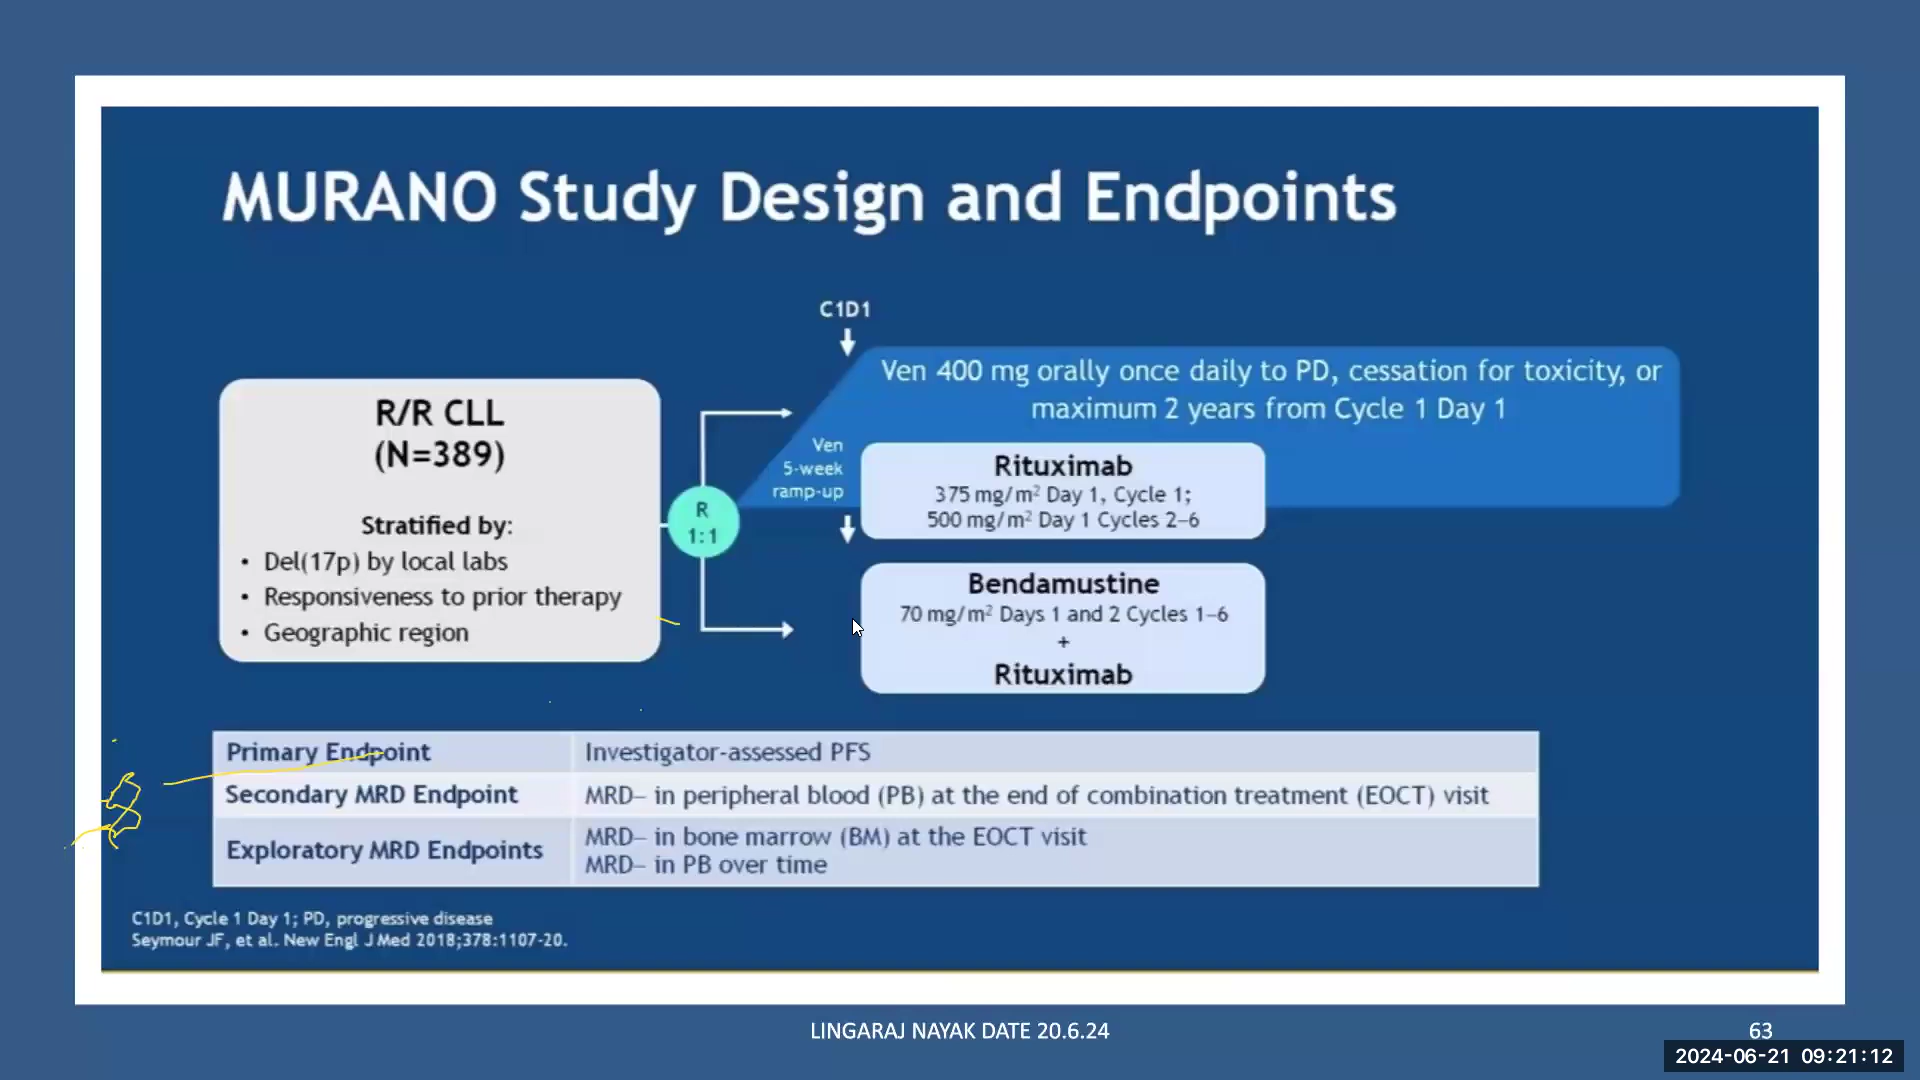 MURANO Study Design and Endpoints
C1D1
Ven 400 mg orally once daily to PD, cessation for toxicity, or
maximum 2 years from Cycle 1 Day 1
R/R CLL
(N=389)
Stratified by:
• Del(17p) by local labs
• Responsiveness to prior therapy
• Geographic region
R
1:1
Ven
5-week
ramp-up
Rituximab
375 mg/m² Day 1, Cycle 1;
500 mg/m² Day 1 Cycles 2–6
Bendamustine
70 mg/m² Days 1 and 2 Cycles 1–6
+
Rituximab
Primary Endpoint Investigator-assessed PFS
Secondary MRD Endpoint MRD– in peripheral blood (PB) at the end of combination treatment (EOCT) visit
Exploratory MRD Endpoints MRD– in bone marrow (BM) at the EOCT visit
MRD– in PB over time
C1D1, Cycle 1 Day 1; PD, progressive disease
Seymour JF, et al. New Engl J Med 2018;378:1107-20.
LINGARAJ NAYAK DATE 20.6.24
63
2024-06-21 09:21:12